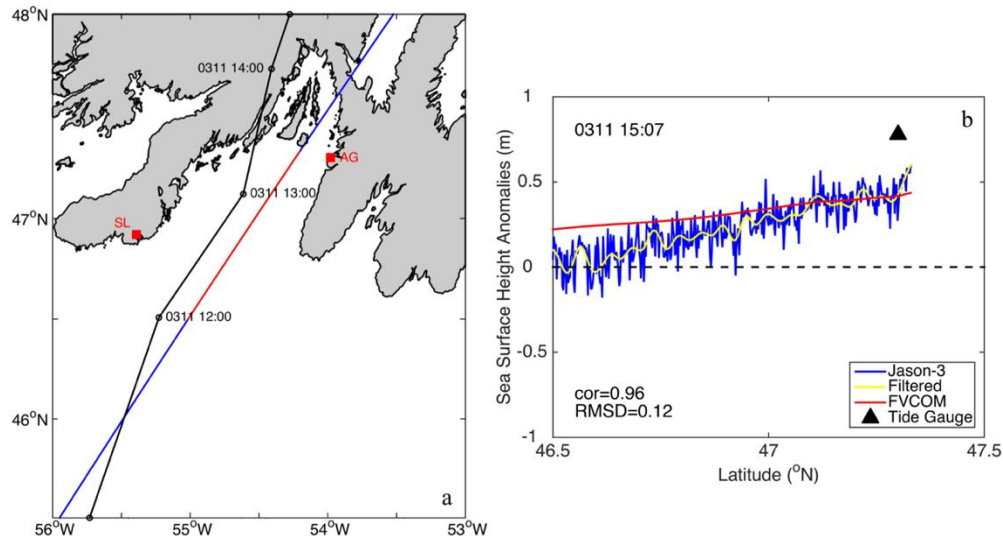 48°N
47°N
46°N
56°W
55°W
54°W
53°W
0311 14:00
0311 13:00
0311 12:00
AG
SL
a
Sea Surface Height Anomalies (m)
1
0.5
0
-0.5
-1
46.5
47
47.5
Latitude (°N)
0311 15:07
b
cor=0.96
RMSD=0.12
Jason-3
Filtered
FVCOM
Tide Gauge